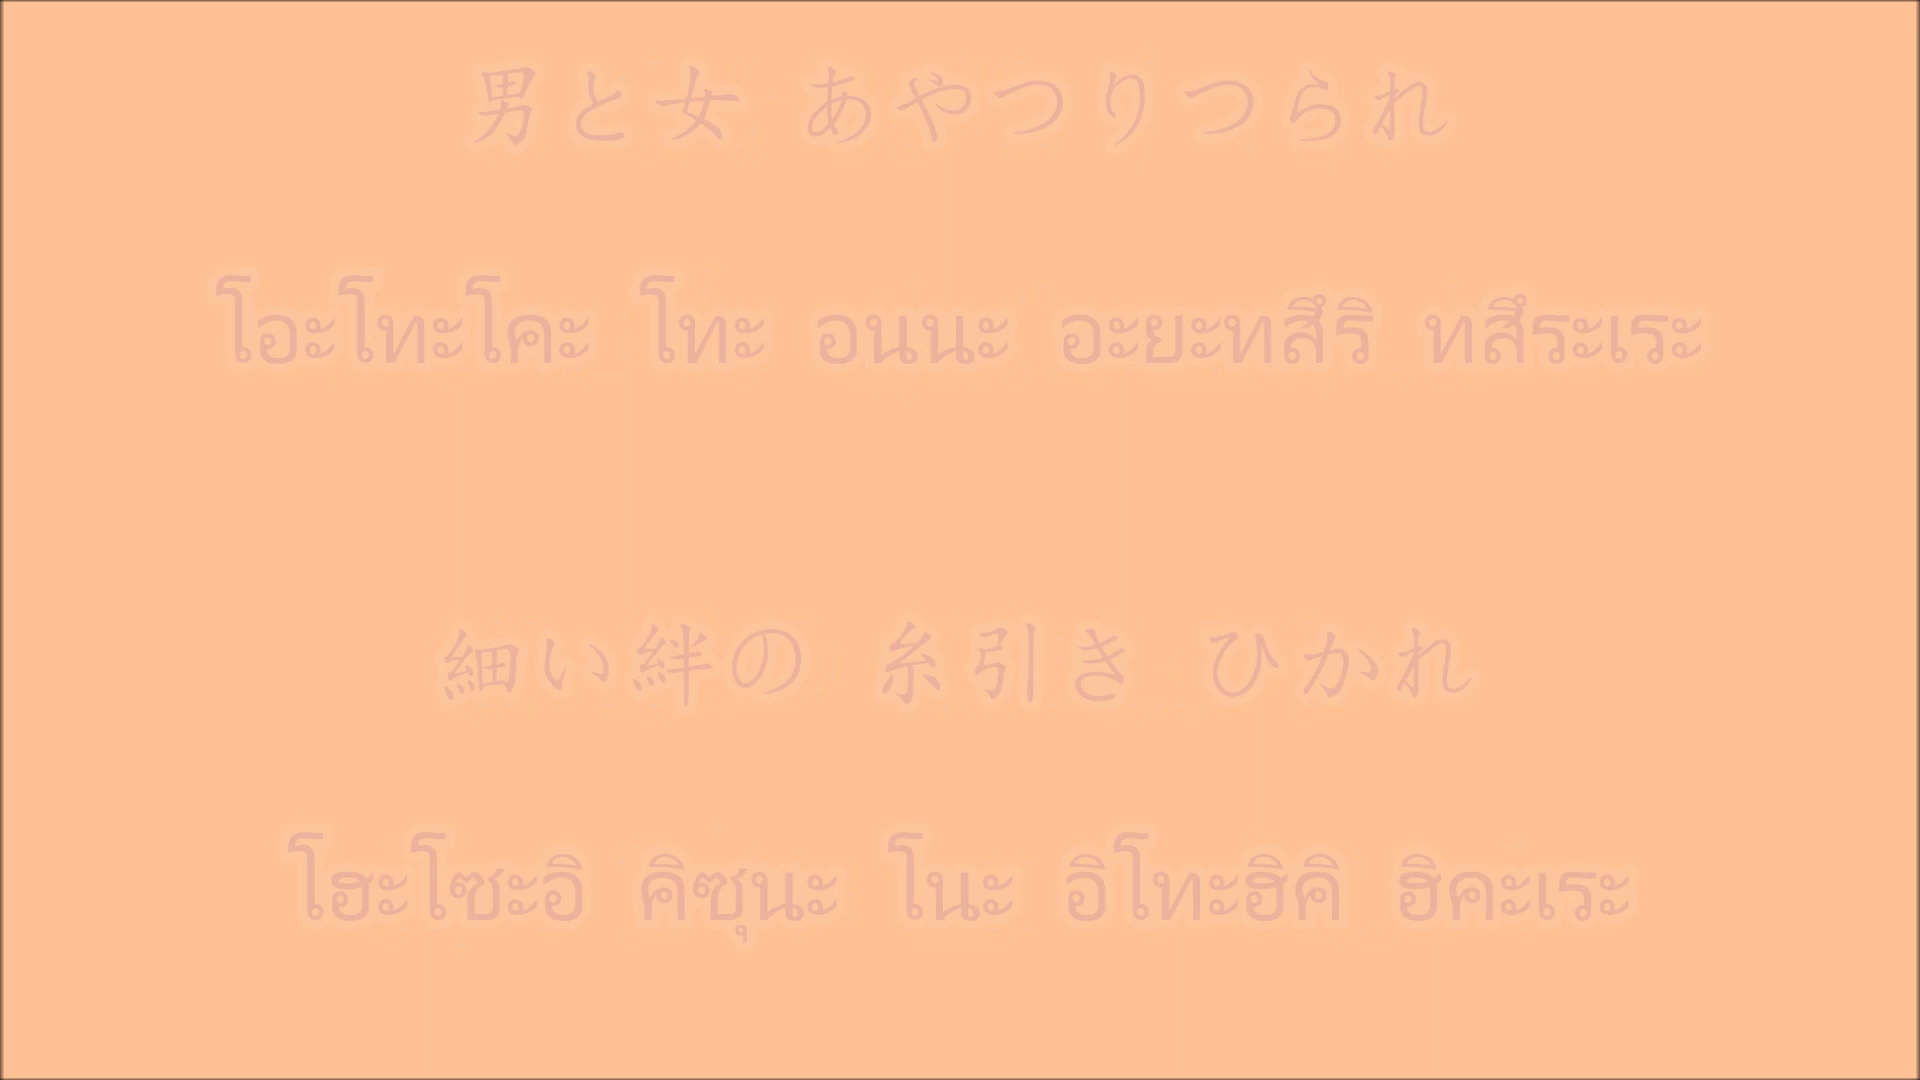 男と女 あやつりつられ
โอะโทะโคะ โทะ อนนะ อะยะทสึริ ทสึระเระ
細い絆の 糸引き ひかれ
โฮะโซะอิ คิซุนะ โนะ อิโทะฮิคิ ฮิคะเระ